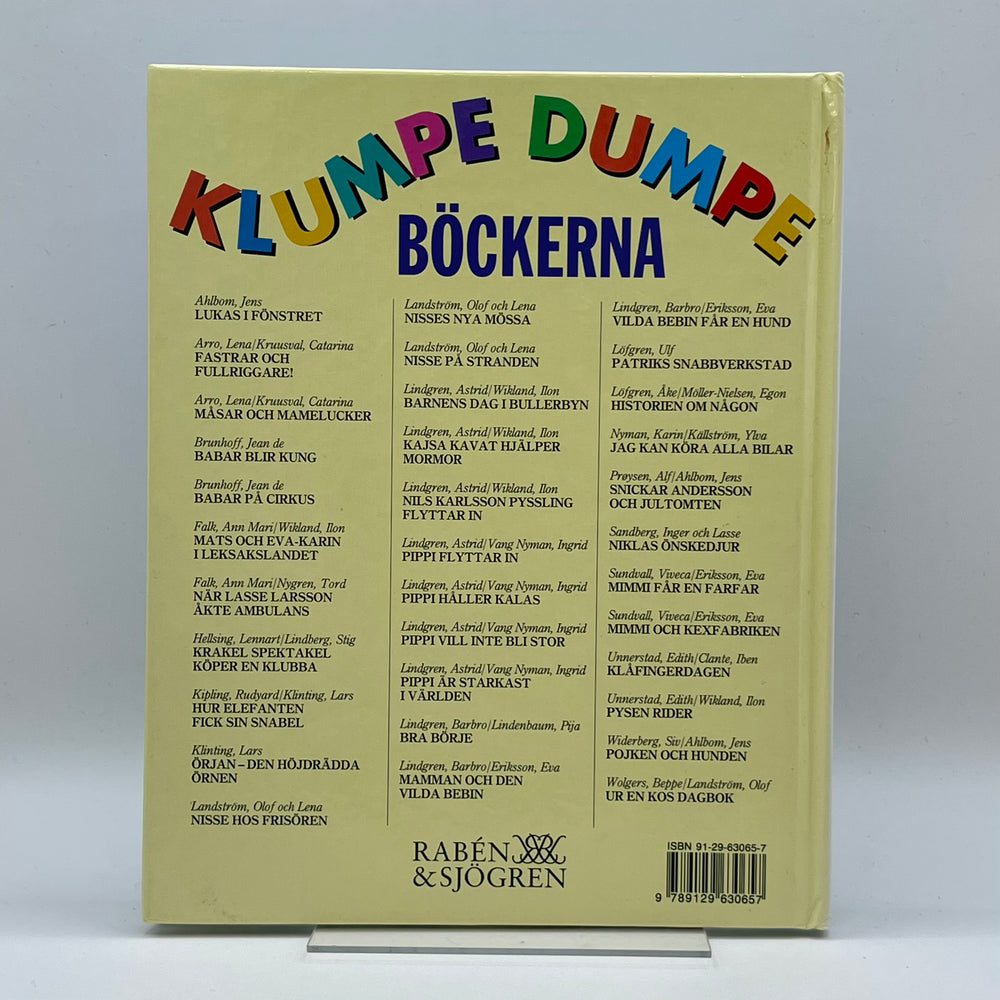 KLUMPE DUMPE
BÖCKERNA
Ahlbom, Jens
LUKAS I FÖNSTRET
Arro, Lena/Kruusval, Catarina
FASTRAR OCH
FULLRIGGARE!
Arro, Lena/Kruusval, Catarina
MÅSAR OCH MAMELUCKER
Brunhoff, Jean de
BABAR BLIR KUNG
Brunhoff, Jean de
BABAR PÅ CIRKUS
Falk, Ann Mari/Wikland, Ilon
MATS OCH EVA-KARIN
I LEKSAKSLANDET
Falk, Ann Mari/Nygren, Tord
NÄR LASSE LARSSON
ÅKTE AMBULANS
Hellsing, Lennart/Lindberg, Stig
KRAKEL SPEKTAKEL
KÖPER EN KLUBBA
Kipling, Rudyard/Klinting, Lars
HUR ELEFANTEN
FICK SIN SNABEL
Klinting, Lars
ÖRJAN – DEN HÖJDRÄDDA
ÖRNEN
Landström, Olof och Lena
NISSE HOS FRISÖREN
Landström, Olof och Lena
NISSES NYA MÖSSA
Landström, Olof och Lena
NISSE PÅ STRANDEN
Lindgren, Astrid/Wikland, Ilon
BARNENS DAG I BULLERBYN
Lindgren, Astrid/Wikland, Ilon
KAJSA KAVAT HJÄLPER
MORMOR
Lindgren, Astrid/Wikland, Ilon
NILS KARLSSON PYSSLING
FLYTTAR IN
Lindgren, Astrid/Vang Nyman, Ingrid
PIPPI FLYTTAR IN
Lindgren, Astrid/Vang Nyman, Ingrid
PIPPI HÅLLER KALAS
Lindgren, Astrid/Vang Nyman, Ingrid
PIPPI VILL INTE BLI STOR
Lindgren, Astrid/Vang Nyman, Ingrid
PIPPI ÄR STARKAST
I VÄRLDEN
Lindgren, Barbro/Lindenbaum, Pija
BRA BÖRJE
Lindgren, Barbro/Eriksson, Eva
MAMMAN OCH DEN
VILDA BEBIN
Lindgren, Barbro/Eriksson, Eva
VILDA BEBIN FÅR EN HUND
Löfgren, Ulf
PATRIKS SNABBVERKSTAD
Löfgren, Åke/Möller-Nielsen, Egon
HISTORIEN OM NÅGON
Nyman, Karin/Källström, Ylva
JAG KAN KÖRA ALLA BILAR
Prøysen, Alf/Ahlbom, Jens
SNICKAR ANDERSSON
OCH JULTOMTEN
Sandberg, Inger och Lasse
NIKLAS ÖNSKEDJUR
Sundvall, Viveca/Eriksson, Eva
MIMMI FÅR EN FARFAR
Sundvall, Viveca/Eriksson, Eva
MIMMI OCH KEXFABRIKEN
Unnerstad, Edith/Clante, Iben
KLÅFINGERDAGEN
Unnerstad, Edith/Wikland, Ilon
PYSEN RIDER
Widerberg, Siv/Ahlbom, Jens
POJKEN OCH HUNDEN
Wolgers, Beppe/Landström, Olof
UR EN KOS DAGBOK
RABÉN
&SJÖGREN
ISBN 91-29-63065-7
9 789129 630657